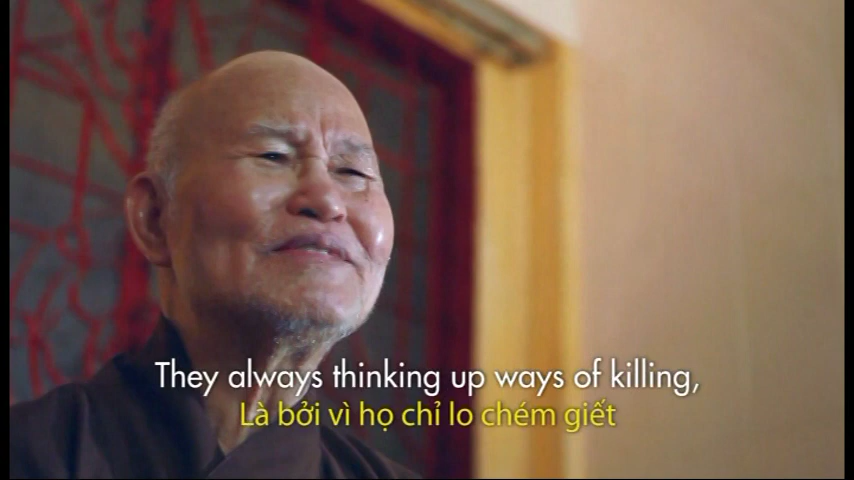 They always thinking up ways of killing,
Là bởi vì họ chỉ lo chém giết